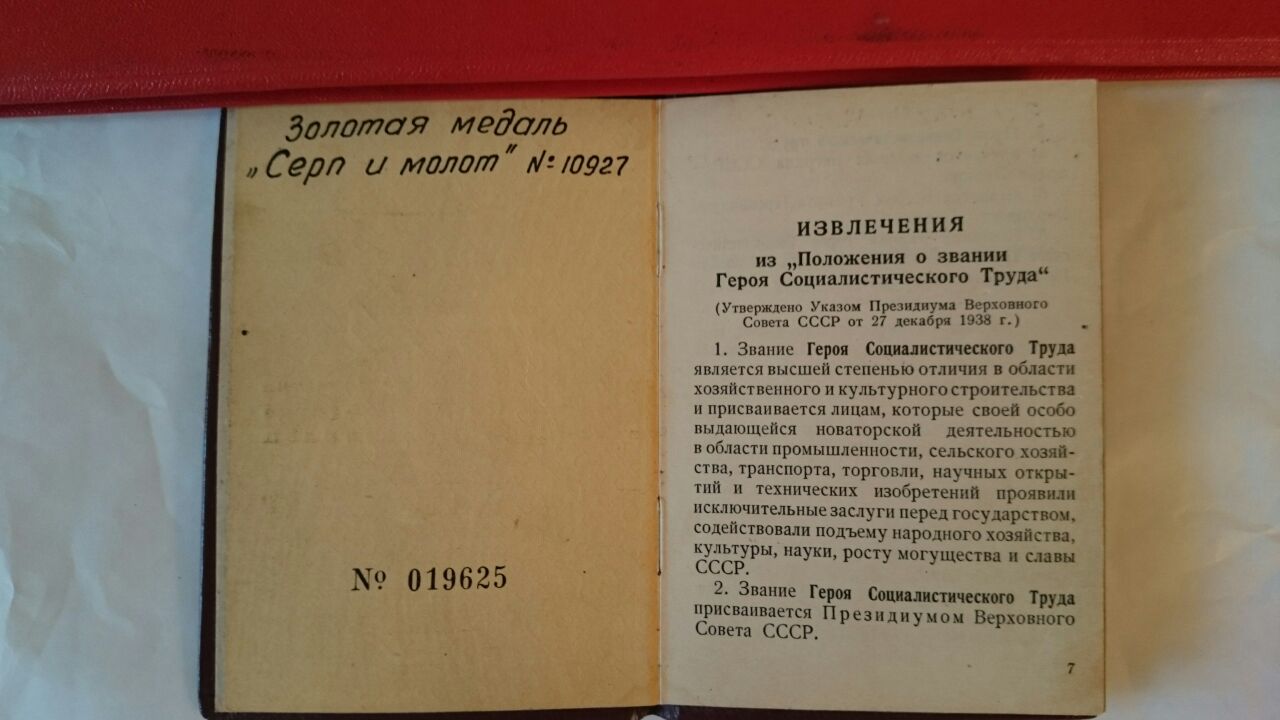 Золотая медаль
„Серп и молот" №10927
№ 019625
ИЗВЛЕЧЕНИЯ
из „Положения о звании
Героя Социалистического Труда“
(Утверждено Указом Президиума Верховного
Совета СССР от 27 декабря 1938 г.)
1. Звание Героя Социалистического Труда
является высшей степенью отличия в области
хозяйственного и культурного строительства
и присваивается лицам, которые своей особо
выдающейся новаторской деятельностью
в области промышленности, сельского хозяй-
ства, транспорта, торговли, научных откры-
тий и технических изобретений проявили
исключительные заслуги перед государством,
содействовали подъему народного хозяйства,
культуры, науки, росту могущества и славы
СССР.
2. Звание Героя Социалистического Труда
присваивается Президиумом Верховного
Совета СССР.
7